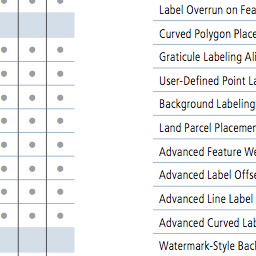 Label Overrun on Fea
Curved Polygon Place
Graticule Labeling Ali
User-Defined Point La
Background Labeling
Land Parcel Placemen
Advanced Feature We
Advanced Label Offse
Advanced Line Label
Advanced Curved Lab
Watermark-Style Back